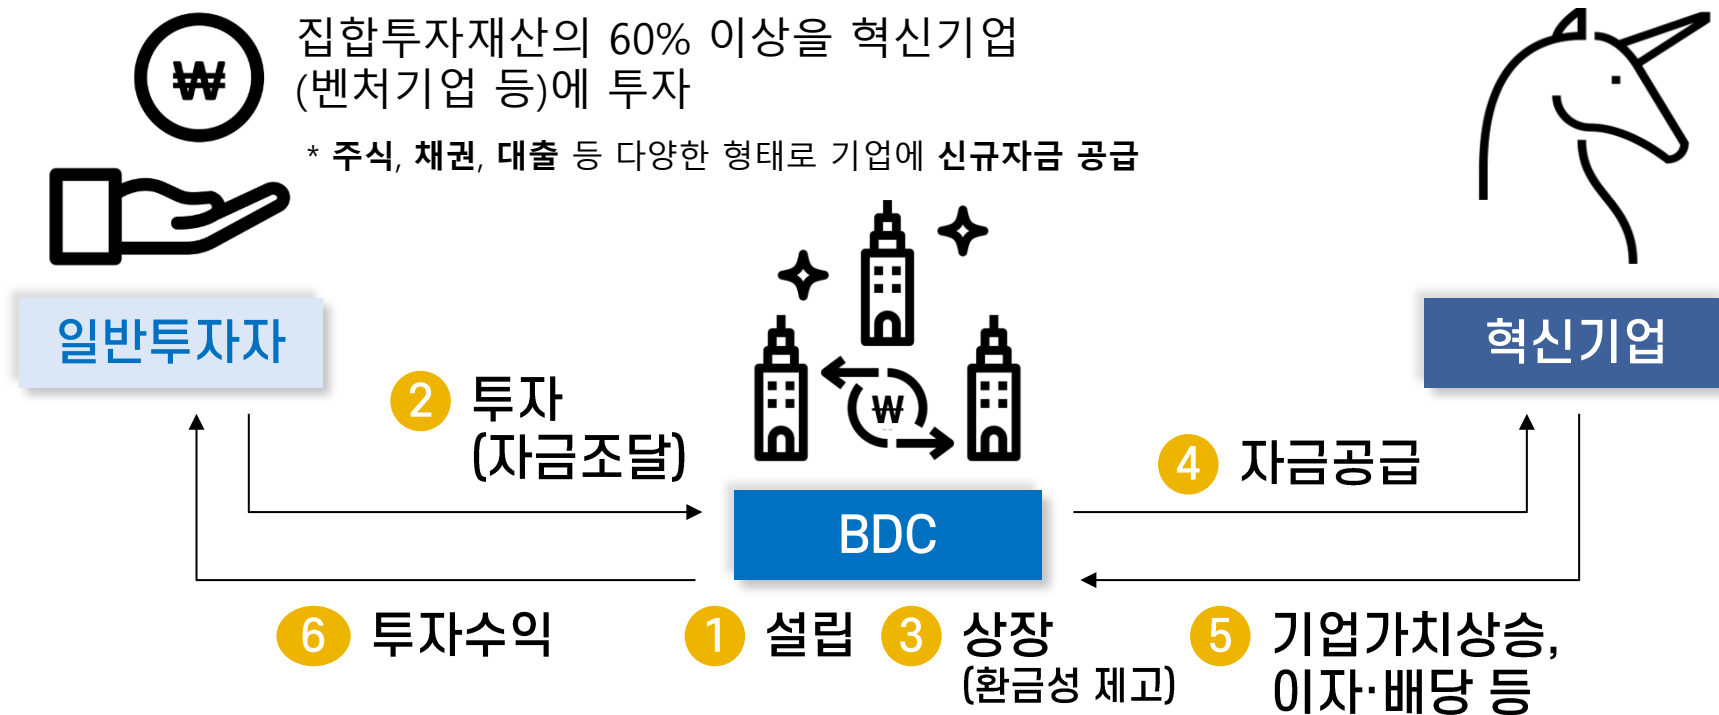 ₩
집합투자재산의 60% 이상을 혁신기업
(벤처기업 등)에 투자
* 주식, 채권, 대출 등 다양한 형태로 기업에 신규자금 공급
일반투자자
혁신기업
2 투자
(자금조달)
₩
4 자금공급
BDC
6 투자수익
1 설립
3 상장
(환금성 제고)
5 기업가치상승,
이자·배당 등